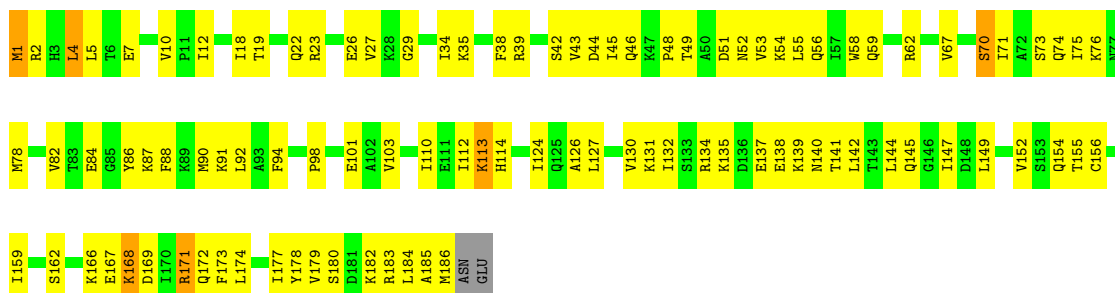 M1 R2 H3 L4 L5 T6 E7 V10 P11 I12 I18 T19 Q22 R23 E26 V27 K28 G29 I34 K35 F38 R39 S42 V43 D44 I45 Q46 K47 P48 T49 A50 D51 N52 V53 K54 L55 Q56 I57 W58 Q59 R62 V67 S70 I71 A72 S73 Q74 I75 K76 N77
M78 V82 T83 E84 G85 Y86 K87 F88 K89 M90 K91 L92 A93 F94 P98 E101 A102 V103 I110 E111 I112 K113 H114 I124 Q125 A126 L127 V130 K131 I132 S133 R134 K135 D136 E137 E138 K139 N140 T141 L142 T143 L144 Q145 G146 I147 D148 L149 V152 S153 Q154 T155 C156
I159 S162 K166 E167 K168 D169 I170 R171 Q172 F173 L174 I177 Y178 V179 S180 D181 K182 R183 L184 A185 M186 ASN GLU